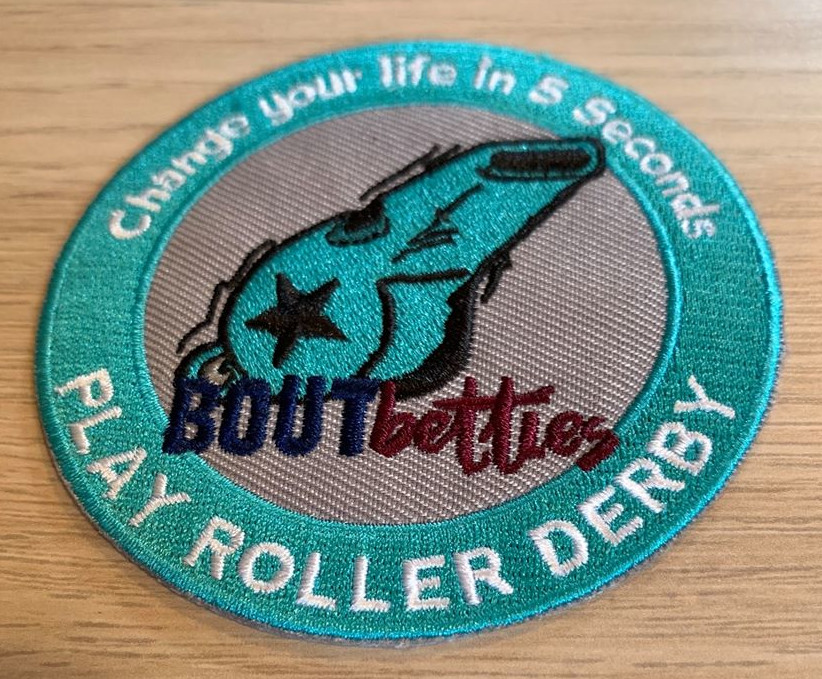 Change your life in 5 Seconds
BOUTbetties
PLAY ROLLER DERBY